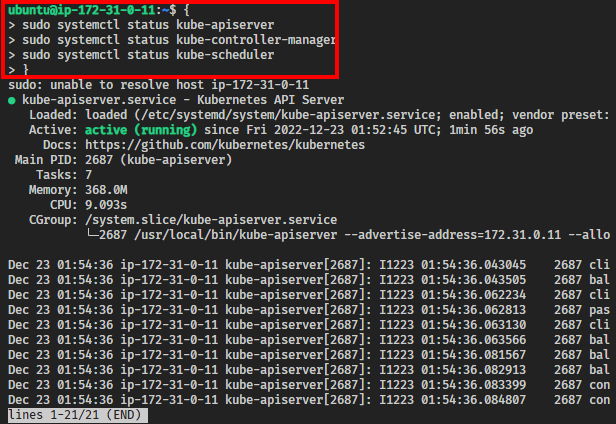 ubuntu@ip-172-31-0-11:~$ {
> sudo systemctl status kube-apiserver
> sudo systemctl status kube-controller-manager
> sudo systemctl status kube-scheduler
> }
sudo: unable to resolve host ip-172-31-0-11
● kube-apiserver.service - Kubernetes API Server
Loaded: loaded (/etc/systemd/system/kube-apiserver.service; enabled; vendor preset:
Active: active (running) since Fri 2022-12-23 01:52:45 UTC; 1min 56s ago
Docs: https://github.com/kubernetes/kubernetes
Main PID: 2687 (kube-apiserver)
Tasks: 7
Memory: 368.0M
CPU: 9.093s
CGroup: /system.slice/kube-apiserver.service
└─2687 /usr/local/bin/kube-apiserver --advertise-address=172.31.0.11 --allo
Dec 23 01:54:36 ip-172-31-0-11 kube-apiserver[2687]: I1223 01:54:36.043045 2687 cli
Dec 23 01:54:36 ip-172-31-0-11 kube-apiserver[2687]: I1223 01:54:36.043505 2687 bal
Dec 23 01:54:36 ip-172-31-0-11 kube-apiserver[2687]: I1223 01:54:36.062234 2687 cli
Dec 23 01:54:36 ip-172-31-0-11 kube-apiserver[2687]: I1223 01:54:36.062813 2687 pas
Dec 23 01:54:36 ip-172-31-0-11 kube-apiserver[2687]: I1223 01:54:36.063130 2687 cli
Dec 23 01:54:36 ip-172-31-0-11 kube-apiserver[2687]: I1223 01:54:36.063566 2687 bal
Dec 23 01:54:36 ip-172-31-0-11 kube-apiserver[2687]: I1223 01:54:36.081567 2687 bal
Dec 23 01:54:36 ip-172-31-0-11 kube-apiserver[2687]: I1223 01:54:36.082913 2687 bal
Dec 23 01:54:36 ip-172-31-0-11 kube-apiserver[2687]: I1223 01:54:36.083399 2687 con
Dec 23 01:54:36 ip-172-31-0-11 kube-apiserver[2687]: I1223 01:54:36.084807 2687 con
lines 1-21/21 (END)